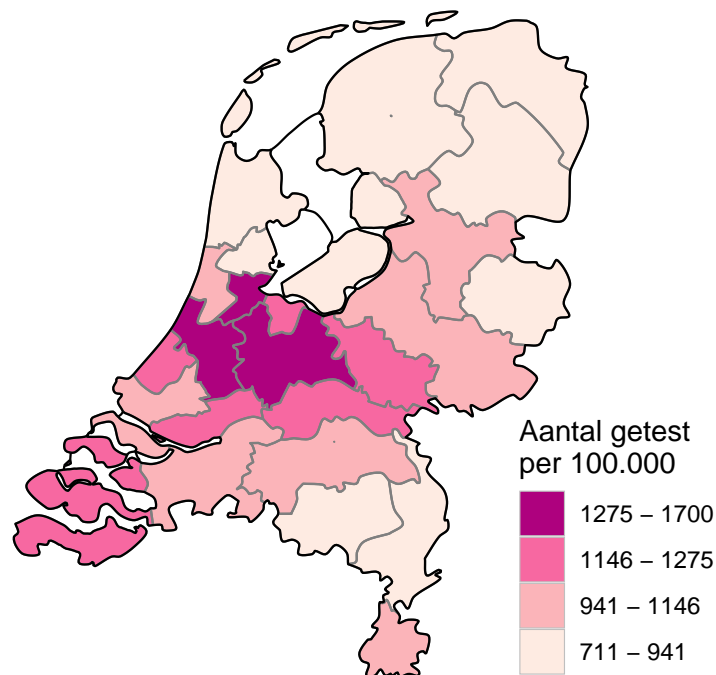 Aantal getest
per 100.000
1275 – 1700
1146 – 1275
941 – 1146
711 – 941